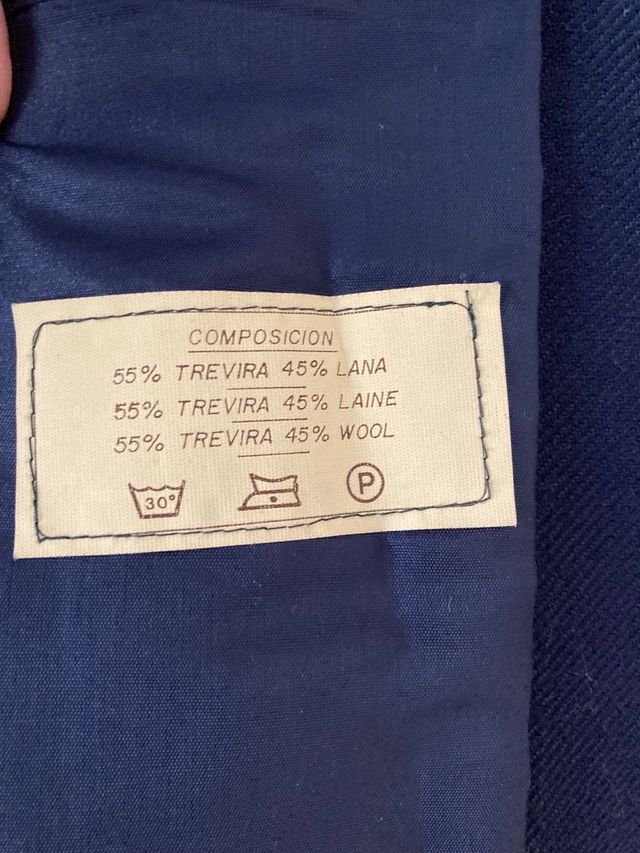 COMPOSICION
55% TREVIRA 45% LANA
55% TREVIRA 45% LAINE
55% TREVIRA 45% WOOL
30° P